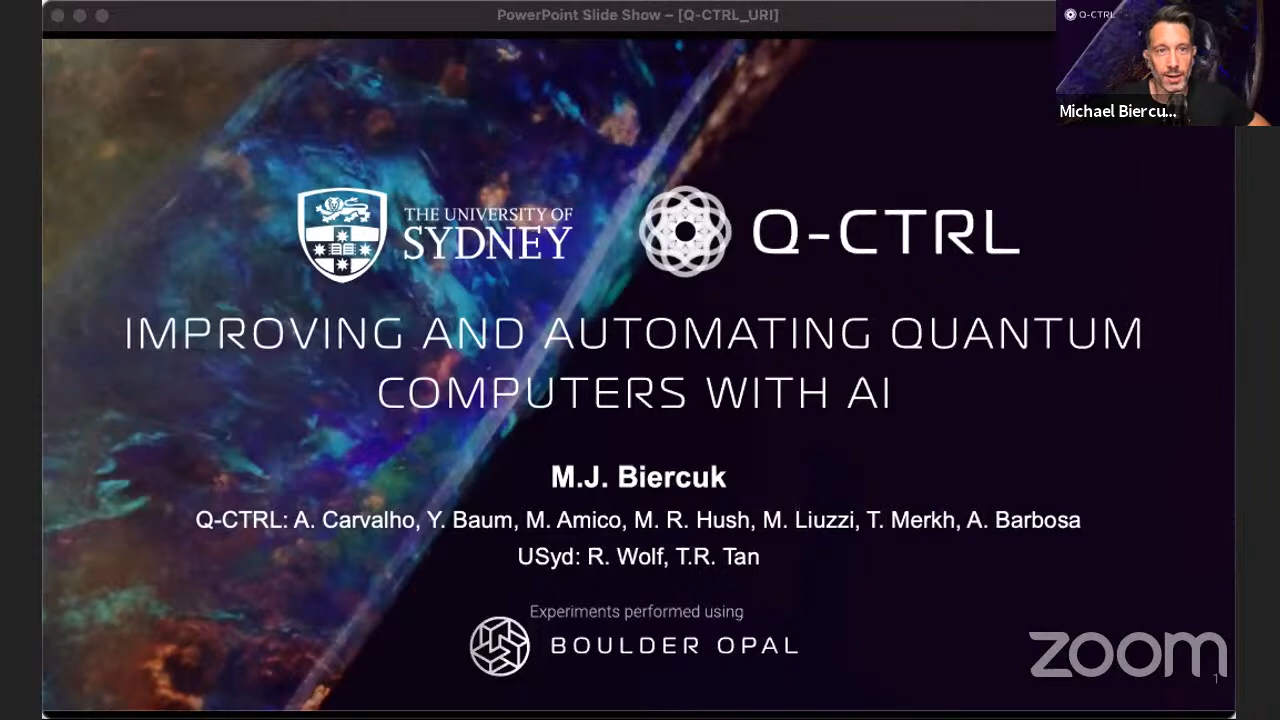 PowerPoint Slide Show – [Q-CTRL_URI]
Q-CTRL
Michael Biercu...
THE UNIVERSITY OF
SYDNEY
Q-CTRL
IMPROVING AND AUTOMATING QUANTUM
COMPUTERS WITH AI
M.J. Biercuk
Q-CTRL: A. Carvalho, Y. Baum, M. Amico, M. R. Hush, M. Liuzzi, T. Merkh, A. Barbosa
USyd: R. Wolf, T.R. Tan
Experiments performed using
BOULDER OPAL
zoom
1